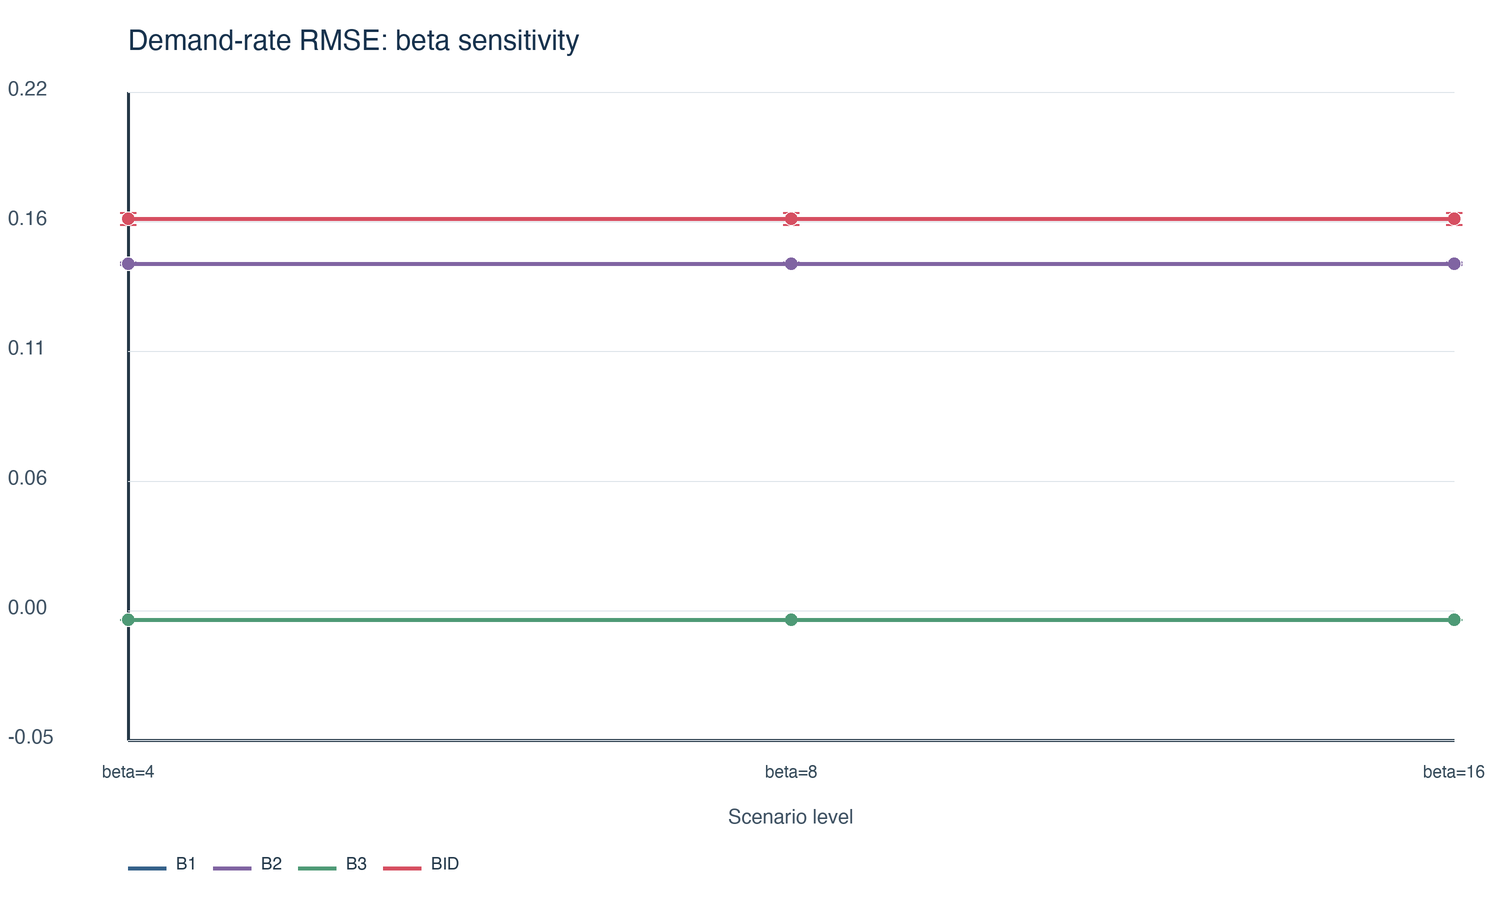 Demand-rate RMSE: beta sensitivity
0.22
0.16
0.11
0.06
0.00
-0.05
beta=4 beta=8 beta=16
Scenario level
B1 B2 B3 BID